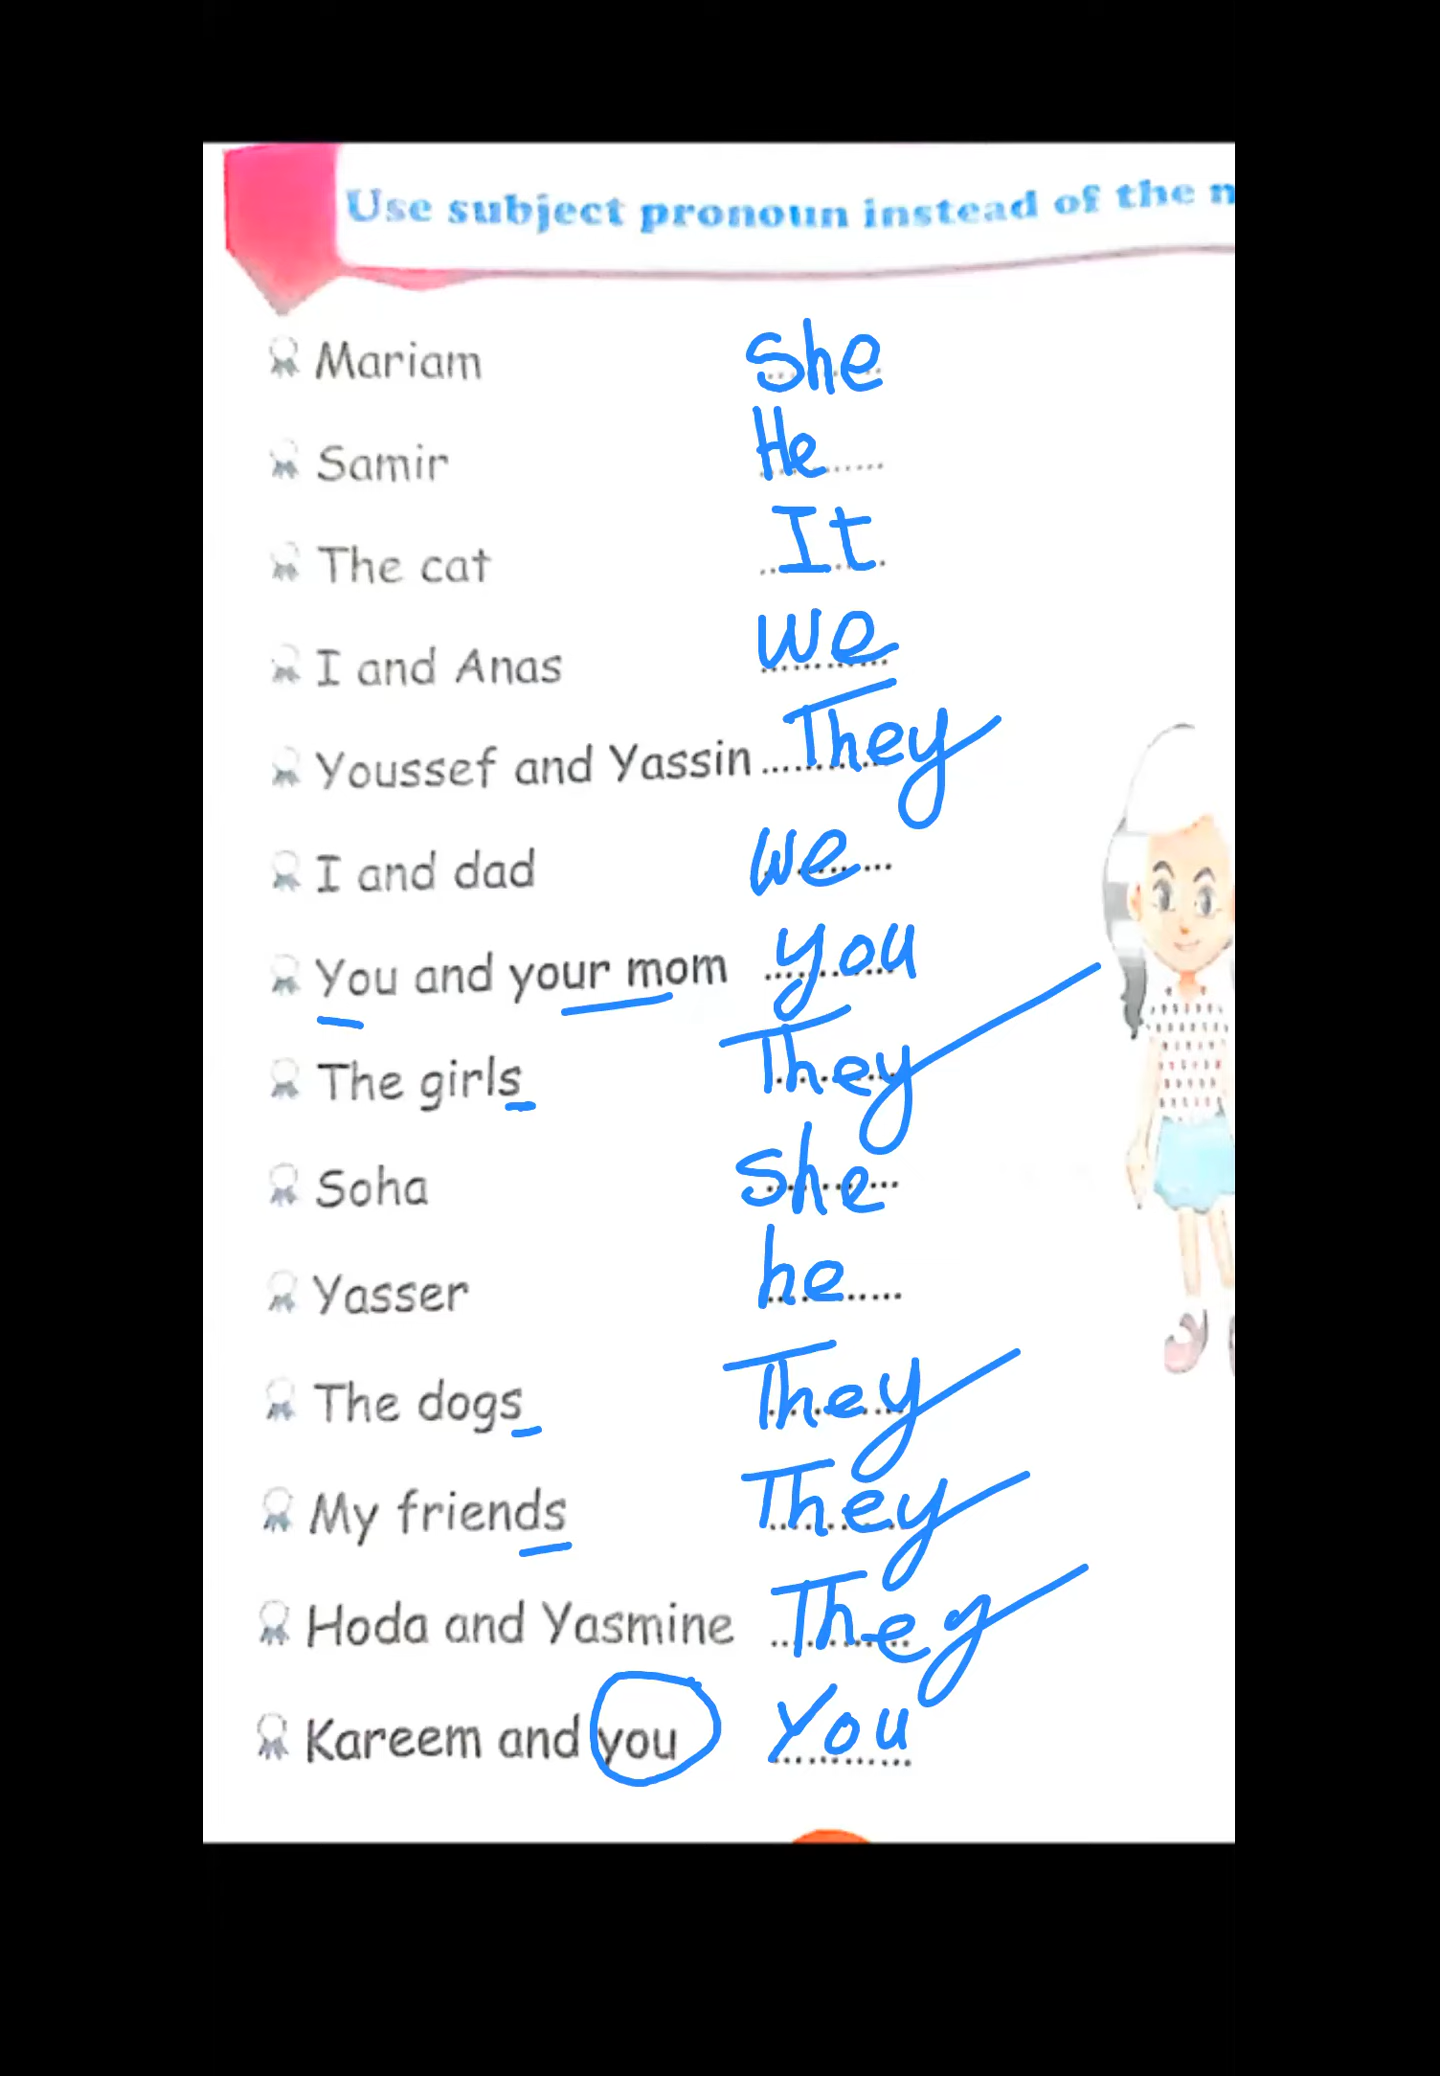 Use subject pronoun instead of the n
Mariam she
Samir .......... He
The cat .......... It
I and Anas .......... we
Youssef and Yassin .......... They
I and dad .......... we
You and your mom .......... you
The girls .......... They
Soha .......... she
Yasser .......... he
The dogs .......... They
My friends .......... They
Hoda and Yasmine .......... They
Kareem and you .......... You